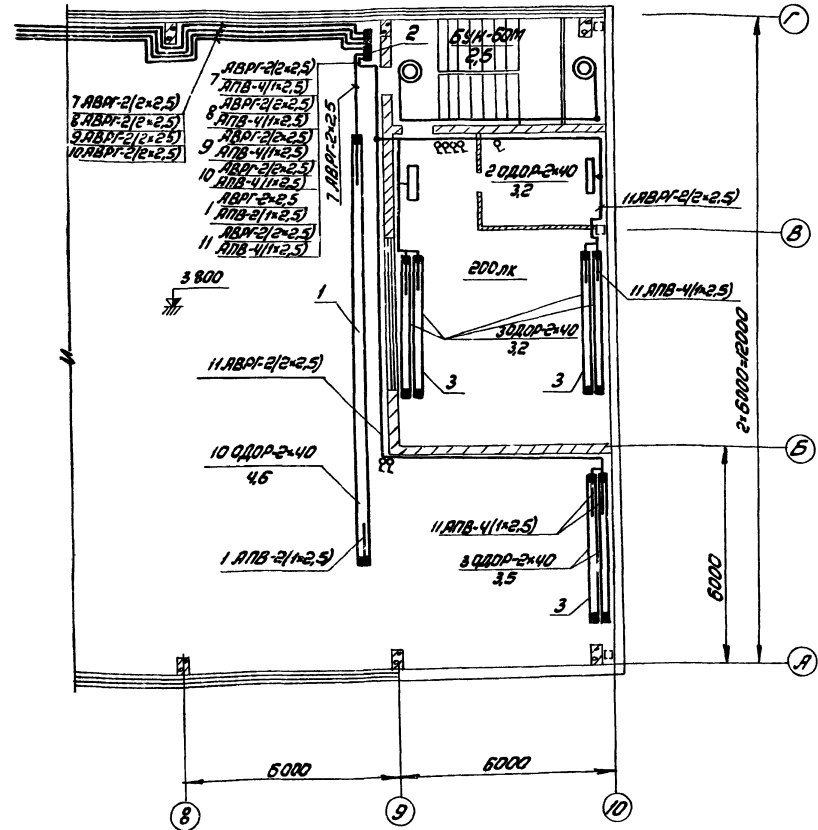 Г
2
БУН-60М
2,5
7 АВРГ-2(2×2,5)
АПВ-4(1×2,5)
8 АВРГ-2(2×2,5)
АПВ-4(1×2,5)
9 АВРГ-2(2×2,5)
АПВ-4(1×2,5)
10 АВРГ-2(2×2,5)
АПВ-4(1×2,5)
1 АВРГ-2×2,5
АПВ-2(1×2,5)
11 АВРГ-2(2×2,5)
АПВ-4(1×2,5)
7 АВРГ-2(2×2,5)
8 АВРГ-2(2×2,5)
9 АВРГ-2(2×2,5)
10 АВРГ-2(2×2,5)
7 АВРГ-2×2,5
2 ОДОР-2×40
3,2
11 АВРГ-2(2×2,5)
В
200 лк
3 800
1
11 АПВ-4(1×2,5)
3 ОДОР-2×40
3,2
11 АВРГ-2(2×2,5)
3
3
2×6000=12000
Б
10 ОДОР-2×40
4,6
11 АПВ-4(1×2,5)
1 АПВ-2(1×2,5)
3 ОДОР-2×40
3,5
3
6000
А
6000
6000
8
9
10